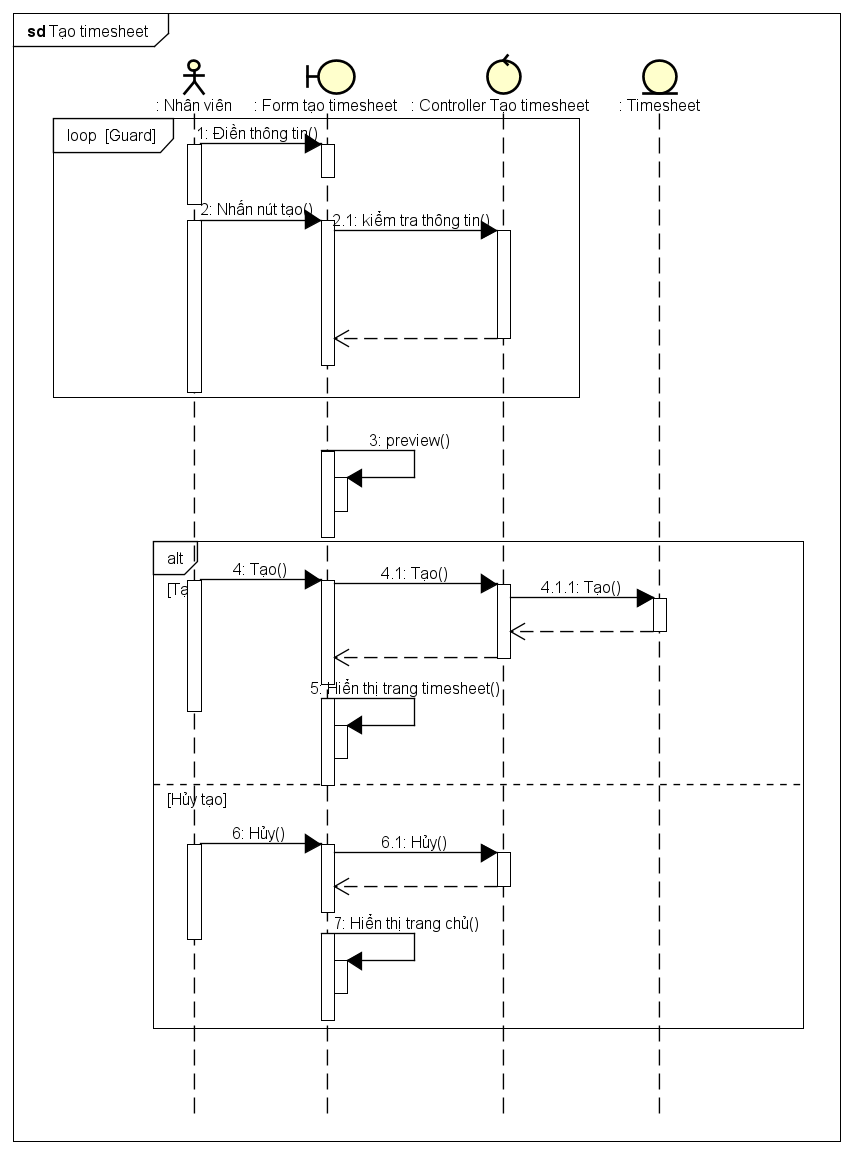 sd Tạo timesheet
: Nhân viên
: Form tạo timesheet
: Controller Tạo timesheet
: Timesheet
loop [Guard]
1: Điền thông tin()
2: Nhấn nút tạo()
2.1: kiểm tra thông tin()
3: preview()
alt
4: Tạo()
4.1: Tạo()
4.1.1: Tạo()
5: Hiển thị trang timesheet()
[Hủy tạo]
6: Hủy()
6.1: Hủy()
7: Hiển thị trang chủ()